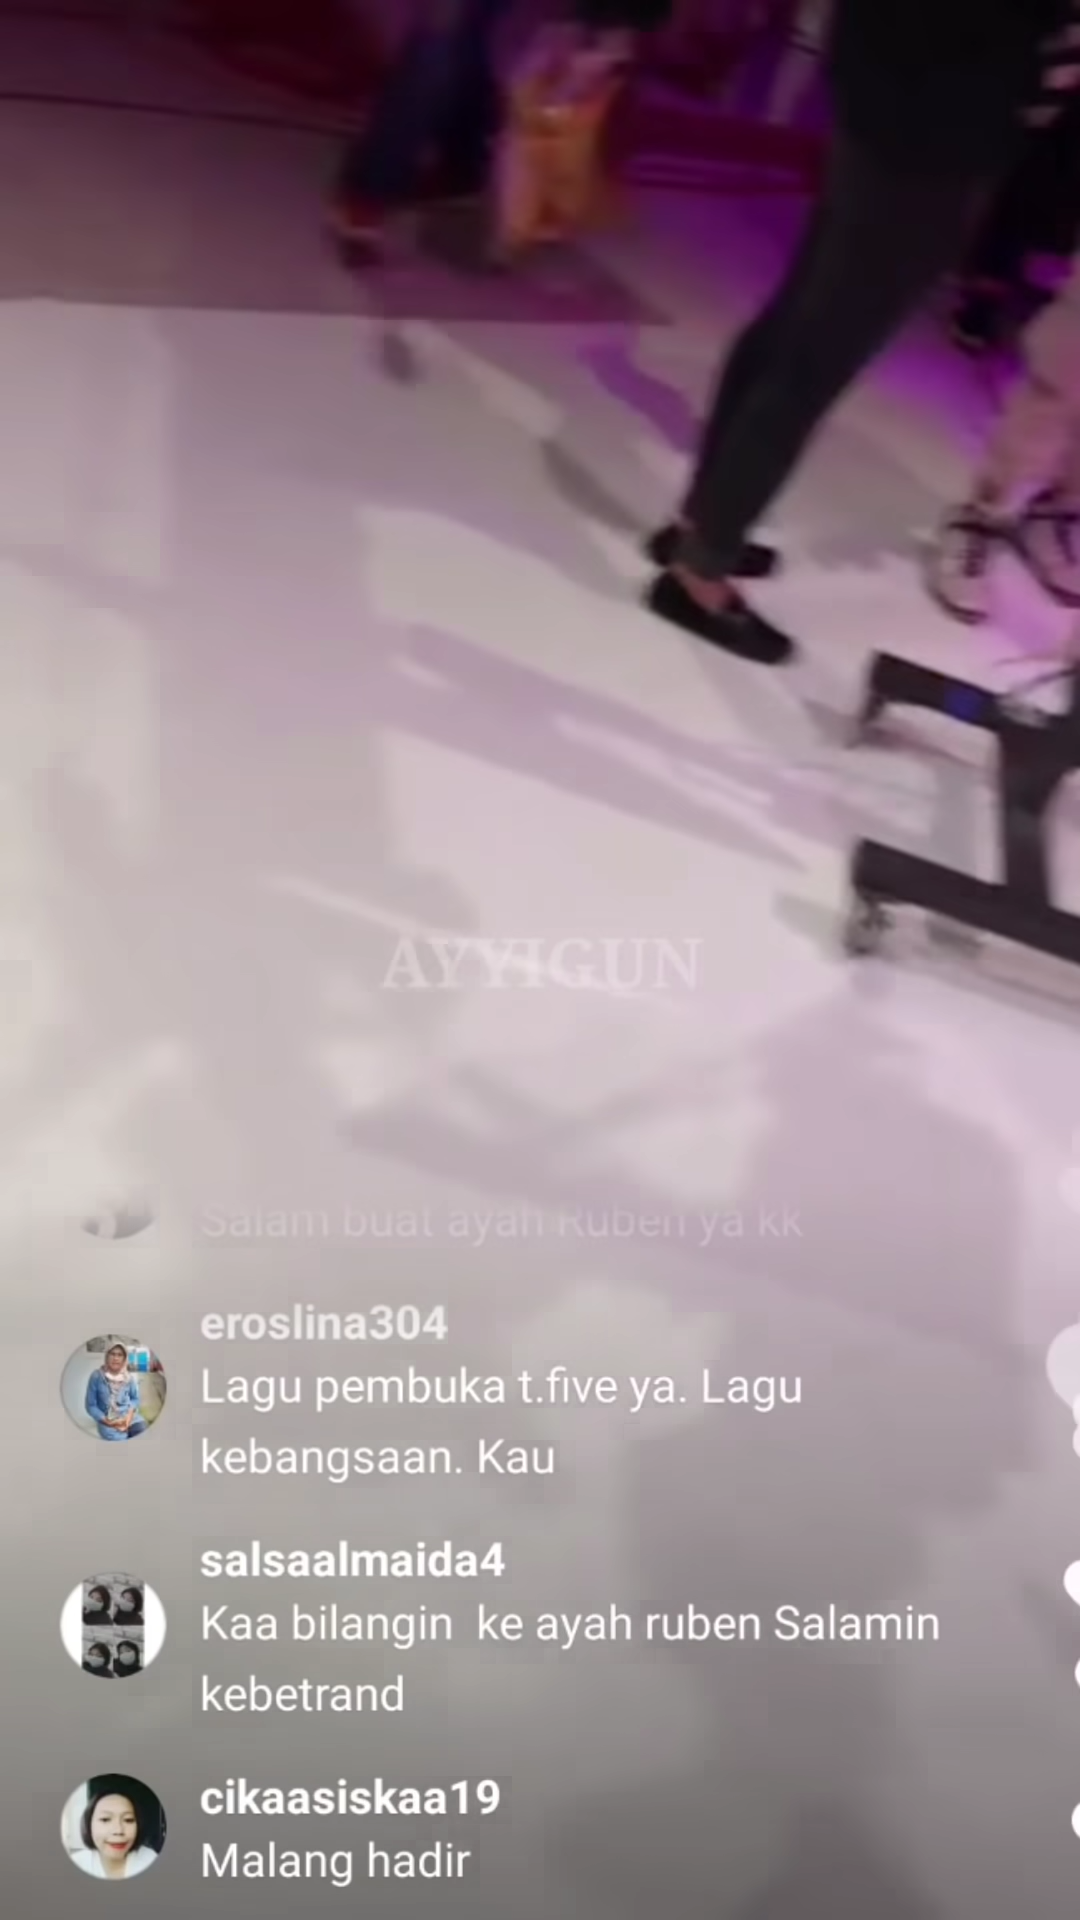 AYYIGUN
Salam buat ayah Ruben ya kk
eroslina304
Lagu pembuka t.five ya. Lagu
kebangsaan. Kau
salsaalmaida4
Kaa bilangin  ke ayah ruben Salamin
kebetrand
cikaasiskaa19
Malang hadir